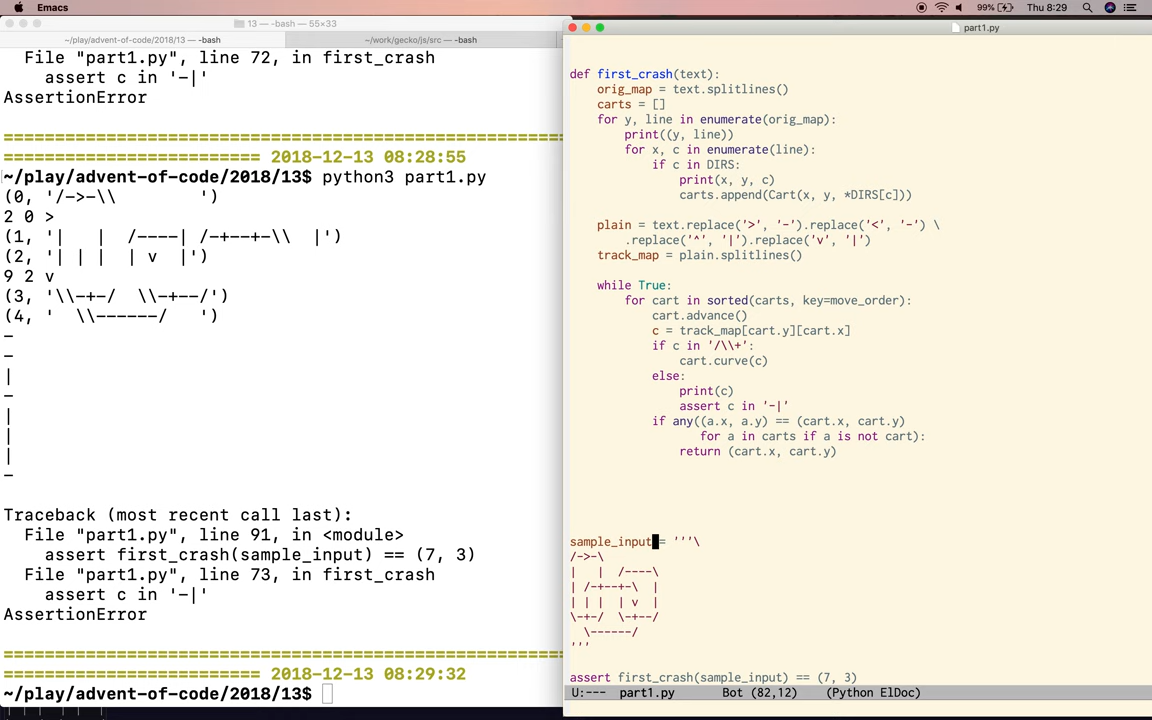 Emacs
99%
Thu 8:29
13 — -bash — 55×33
~/play/advent-of-code/2018/13 — -bash
~/work/gecko/js/src — -bash
File "part1.py", line 72, in first_crash
assert c in '-|'
AssertionError
=======================================================
========================== 2018-12-13 08:28:55
~/play/advent-of-code/2018/13$ python3 part1.py
(0, '/->-\\        ')
2 0 >
(1, '|   |  /----| /-+--+-\\  |')
(2, '| | |  | v  |')
9 2 v
(3, '\\-+-/  \\-+--/')
(4, '  \\------/   ')
-
-
|
-
|
|
|
-
Traceback (most recent call last):
File "part1.py", line 91, in <module>
assert first_crash(sample_input) == (7, 3)
File "part1.py", line 73, in first_crash
assert c in '-|'
AssertionError
=======================================================
========================== 2018-12-13 08:29:32
~/play/advent-of-code/2018/13$
part1.py
def first_crash(text):
    orig_map = text.splitlines()
    carts = []
    for y, line in enumerate(orig_map):
        print((y, line))
        for x, c in enumerate(line):
            if c in DIRS:
                print(x, y, c)
                carts.append(Cart(x, y, *DIRS[c]))
    plain = text.replace('>', '-').replace('<', '-') \
        .replace('^', '|').replace('v', '|')
    track_map = plain.splitlines()
    while True:
        for cart in sorted(carts, key=move_order):
            cart.advance()
            c = track_map[cart.y][cart.x]
            if c in '/\\+':
                cart.curve(c)
            else:
                print(c)
                assert c in '-|'
            if any((a.x, a.y) == (cart.x, cart.y)
                   for a in carts if a is not cart):
                return (cart.x, cart.y)
sample_input = '''\
/->-\
|   |  /----\
| /-+--+-\  |
| | |  | v  |
\-+-/  \-+--/
  \------/
'''
assert first_crash(sample_input) == (7, 3)
U:--- part1.py Bot (82,12) (Python ElDoc)